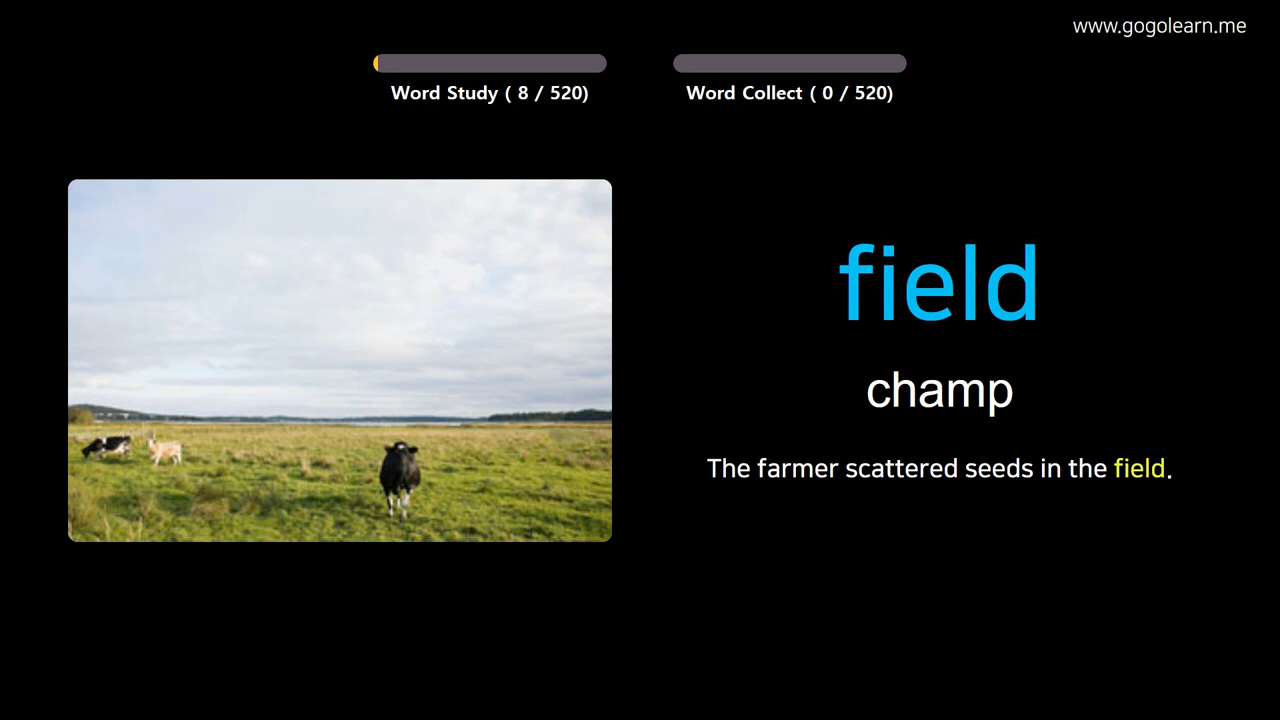 www.gogolearn.me
Word Study ( 8 / 520)
Word Collect ( 0 / 520)
field
champ
The farmer scattered seeds in the field.